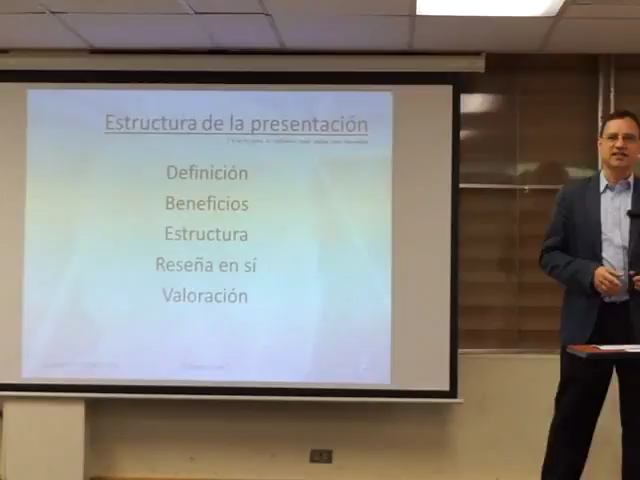 Estructura de la presentación
Definición
Beneficios
Estructura
Reseña en sí
Valoración